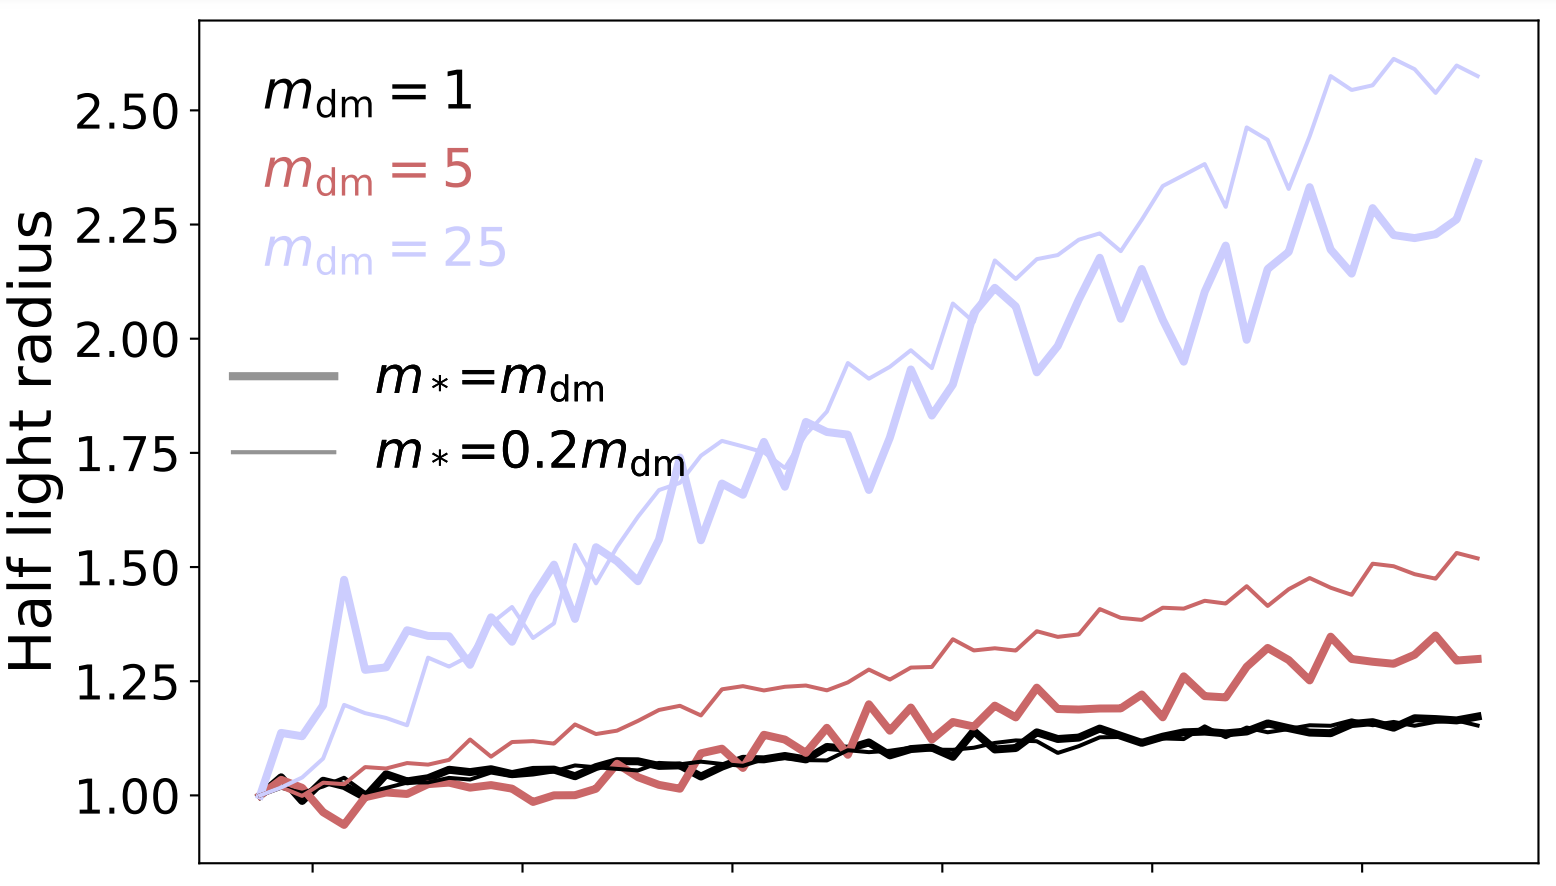 Half light radius
2.50
2.25
2.00
1.75
1.50
1.25
1.00
m_dm = 1
m_dm = 5
m_dm = 25
m_*=m_dm
m_*=0.2m_dm